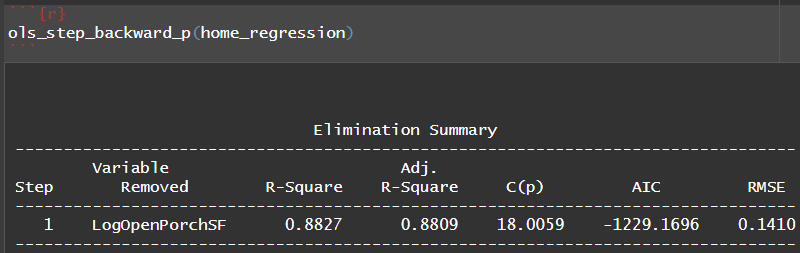 ```{r}
ols_step_backward_p(home_regression)
```
Elimination Summary
--------------------------------------------------------------------------------
Variable Adj.
Step Removed R-Square R-Square C(p) AIC RMSE
--------------------------------------------------------------------------------
1 LogOpenPorchSF 0.8827 0.8809 18.0059 -1229.1696 0.1410
--------------------------------------------------------------------------------